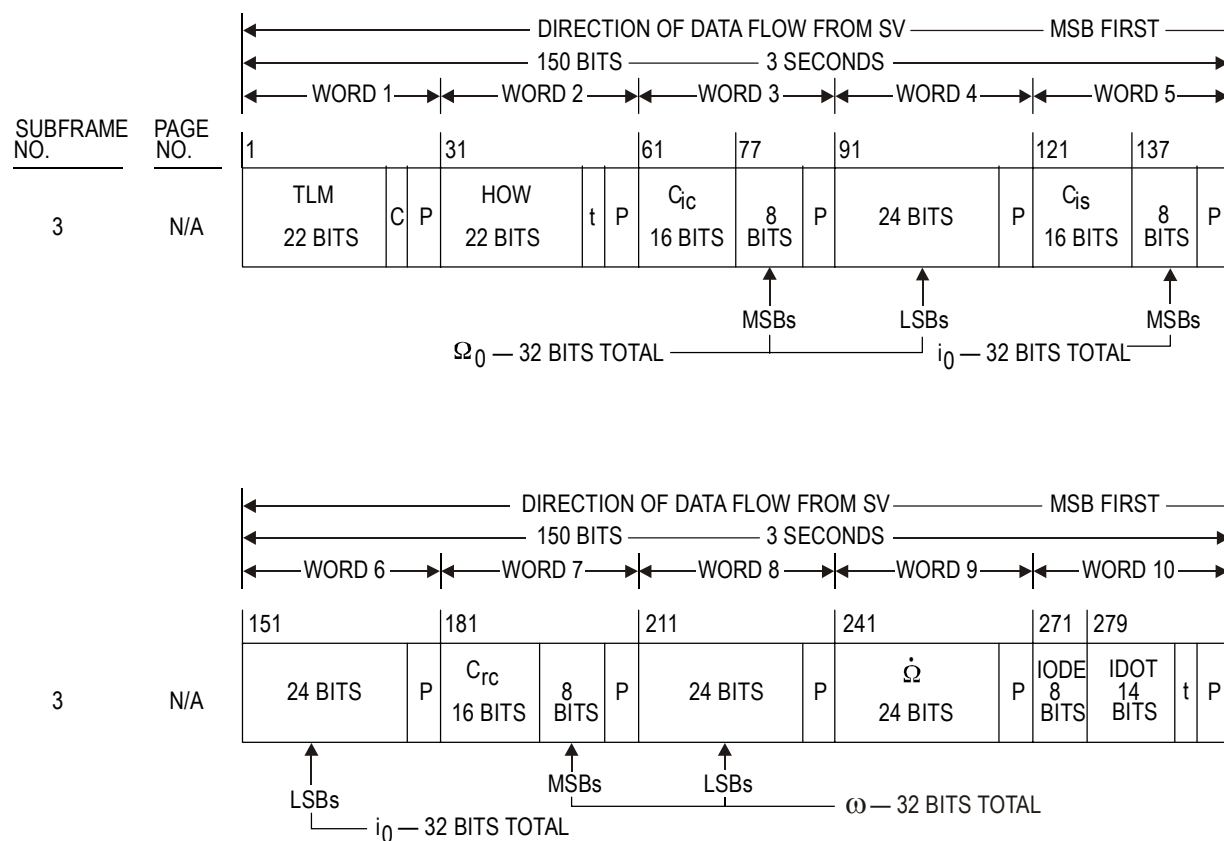 DIRECTION OF DATA FLOW FROM SV MSB FIRST
150 BITS 3 SECONDS
WORD 1 WORD 2 WORD 3 WORD 4 WORD 5
SUBFRAME NO. PAGE NO.
1 31 61 77 91 121 137
3 N/A
TLM 22 BITS C P HOW 22 BITS t P Cic 16 BITS 8 BITS P 24 BITS P Cis 16 BITS 8 BITS P
MSBs LSBs MSBs
Ω0 — 32 BITS TOTAL i0 — 32 BITS TOTAL
DIRECTION OF DATA FLOW FROM SV MSB FIRST
150 BITS 3 SECONDS
WORD 6 WORD 7 WORD 8 WORD 9 WORD 10
151 181 211 241 271 279
3 N/A
24 BITS P Crc 16 BITS 8 BITS P 24 BITS P Ω̇ 24 BITS P IODE 8 BITS IDOT 14 BITS t P
LSBs MSBs LSBs
ω — 32 BITS TOTAL
i0 — 32 BITS TOTAL